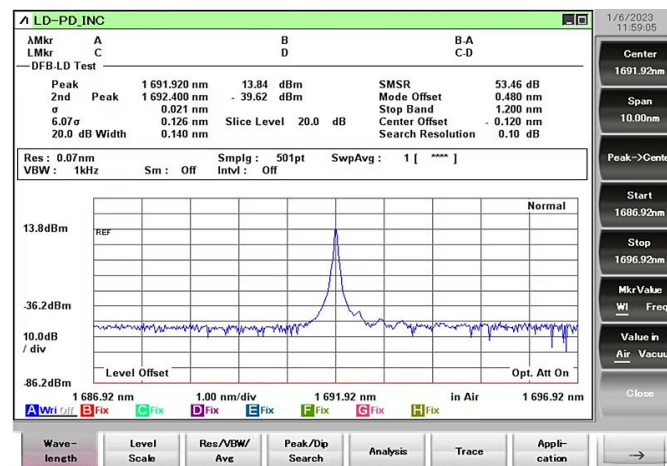 LD-PD_INC
1/6/2023
11:59:05
λMkr A B B-A
LMkr C D C-D
DFB-LD Test
Peak 1 691.920 nm 13.84 dBm SMSR 53.46 dB
2nd Peak 1 692.400 nm - 39.62 dBm Mode Offset 0.480 nm
σ 0.021 nm Stop Band 1.200 nm
6.07σ 0.126 nm Slice Level 20.0 dB Center Offset - 0.120 nm
20.0 dB Width 0.140 nm Search Resolution 0.10 dB
Res : 0.07nm Smplg : 501pt SwpAvg : 1 [ **** ]
VBW : 1kHz Sm : Off Intvl : Off
Normal
13.8dBm
REF
-36.2dBm
10.0dB
/ div
Level Offset Opt. Att On
-86.2dBm
1 686.92 nm 1.00 nm/div 1 691.92 nm in Air 1 696.92 nm
A Wri Off B Fix C Fix D Fix E Fix F Fix G Fix H Fix
Center
1691.92nm
Span
10.00nm
Peak->Cente
Start
1686.92nm
Stop
1696.92nm
MkrValue
Wl Freq
Value in
Air Vacuu
Close
Wave-
length
Level
Scale
Res/VBW/
Avg
Peak/Dip
Search
Analysis
Trace
Appli-
cation